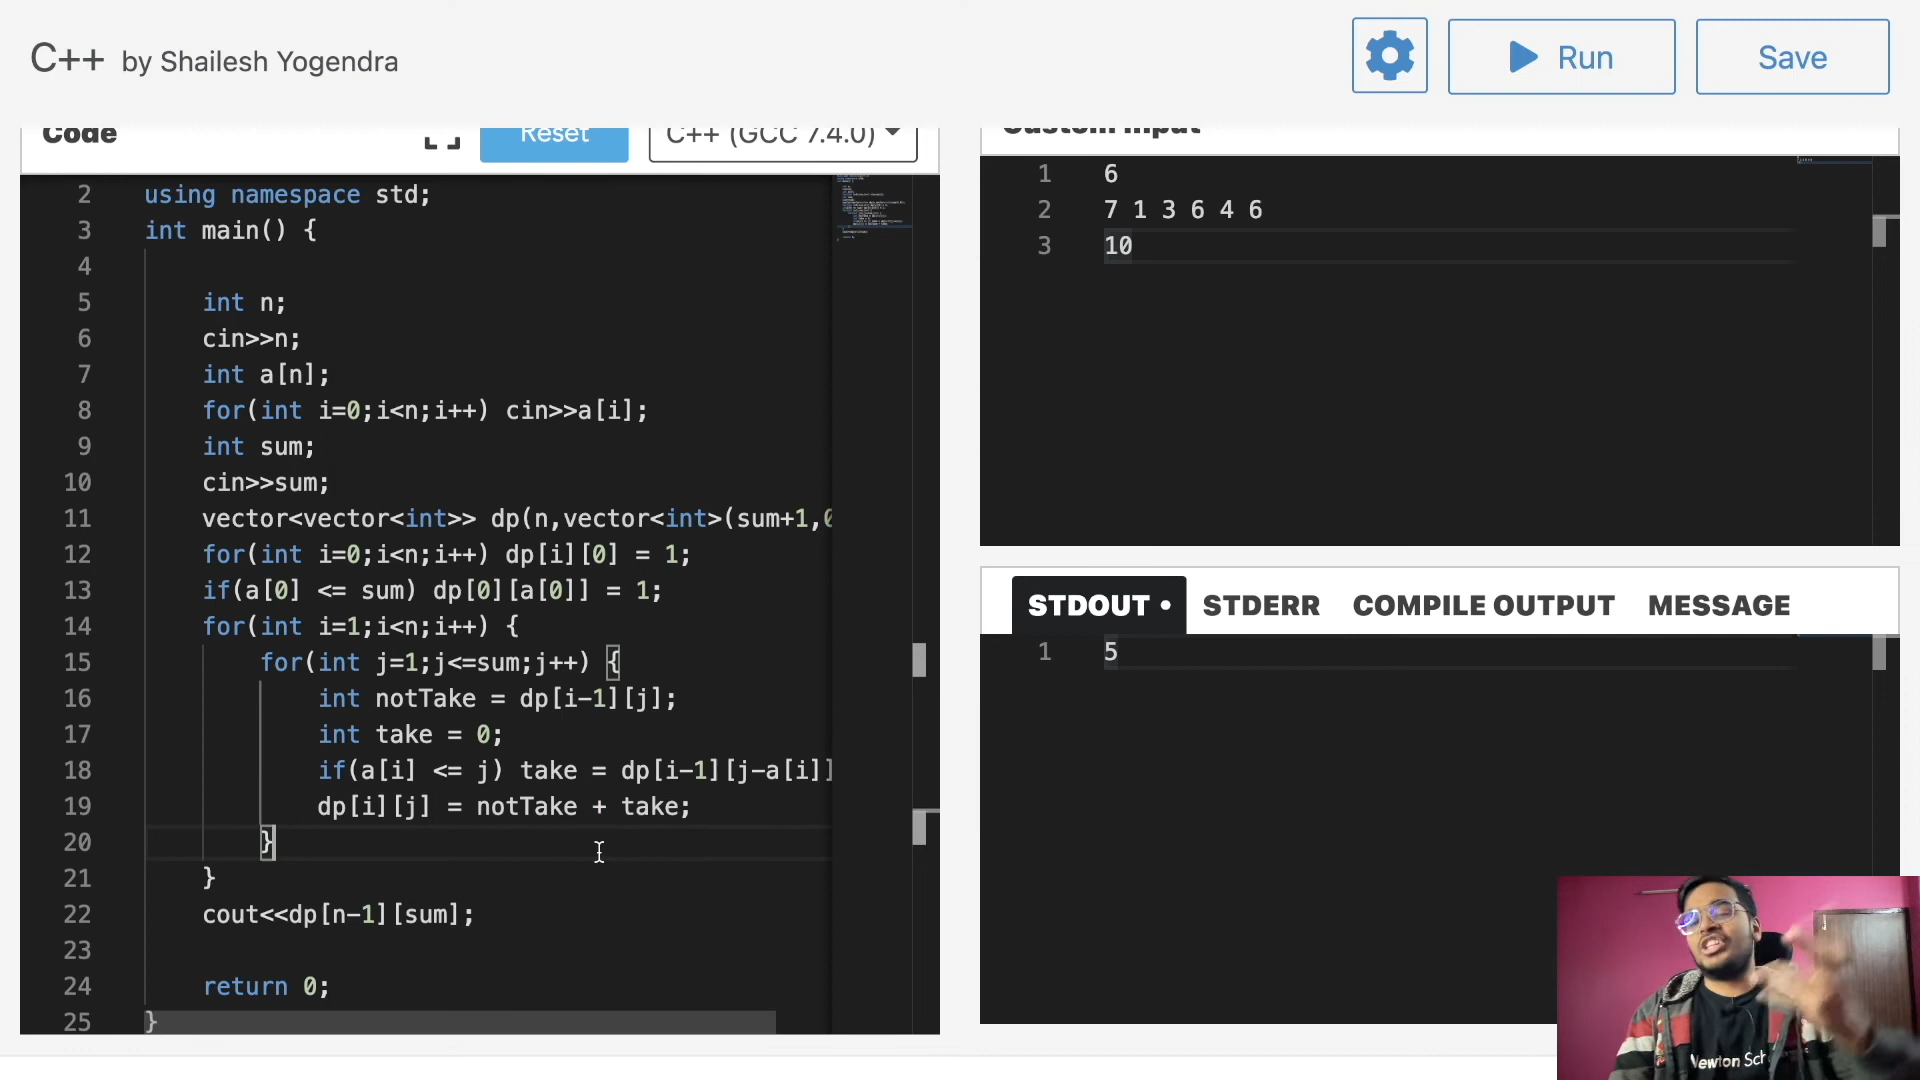 C++ by Shailesh Yogendra
Run
Save
Code
Reset
C++ (GCC 7.4.0)
Custom Input
2 using namespace std;
3 int main() {
4
5 int n;
6 cin>>n;
7 int a[n];
8 for(int i=0;i<n;i++) cin>>a[i];
9 int sum;
10 cin>>sum;
11 vector<vector<int>> dp(n,vector<int>(sum+1,0
12 for(int i=0;i<n;i++) dp[i][0] = 1;
13 if(a[0] <= sum) dp[0][a[0]] = 1;
14 for(int i=1;i<n;i++) {
15 for(int j=1;j<=sum;j++) {
16 int notTake = dp[i-1][j];
17 int take = 0;
18 if(a[i] <= j) take = dp[i-1][j-a[i]]
19 dp[i][j] = notTake + take;
20 }
21 }
22 cout<<dp[n-1][sum];
23
24 return 0;
25 }
1 6
2 7 1 3 6 4 6
3 10
STDOUT • STDERR COMPILE OUTPUT MESSAGE
1 5
Newton Sch